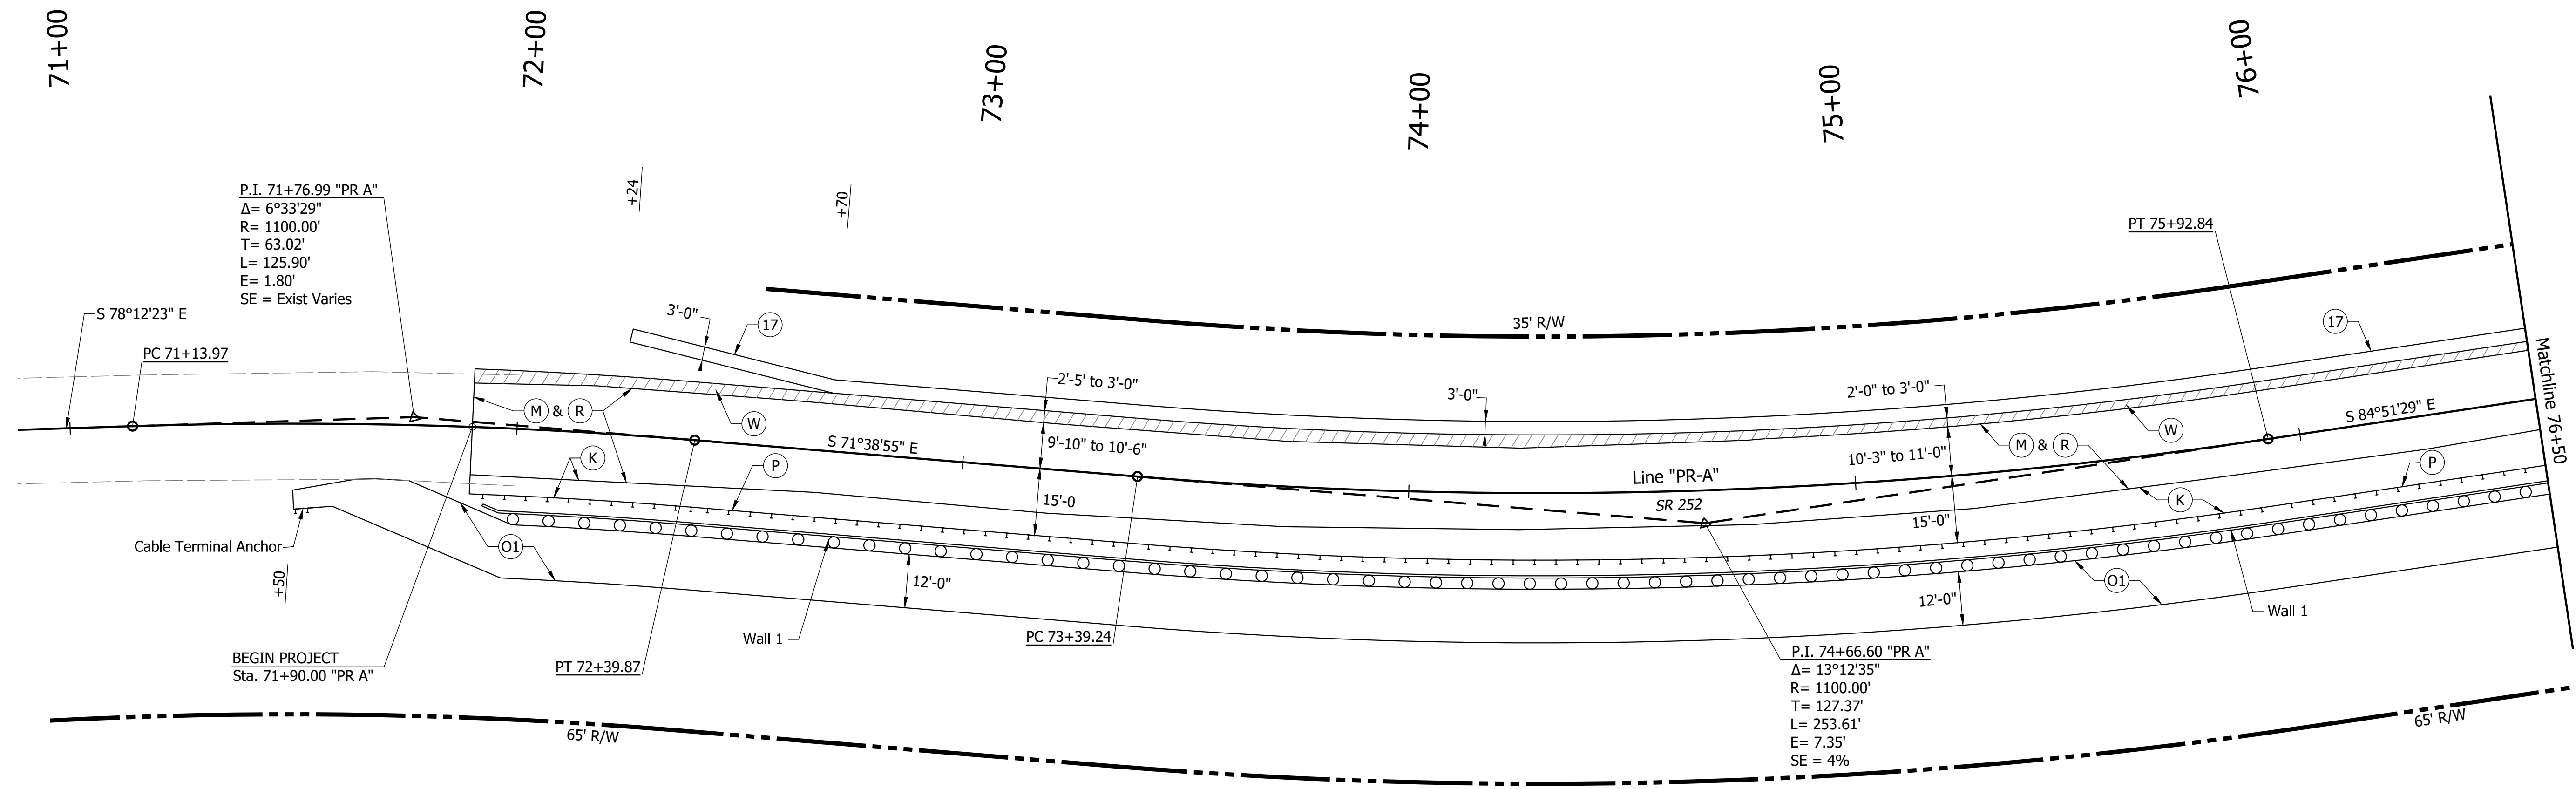 71+00
72+00
73+00
74+00
75+00
76+00
+24
+70
P.I. 71+76.99 "PR A"
Δ= 6°33'29"
R= 1100.00'
T= 63.02'
L= 125.90'
E= 1.80'
SE = Exist Varies
S 78°12'23" E
PC 71+13.97
3'-0"
17
35' R/W
PT 75+92.84
17
Matchline 76+50
M & R
W
2'-5' to 3'-0"
3'-0"
2'-0" to 3'-0"
W
S 84°51'29" E
K
P
S 71°38'55" E
9'-10" to 10'-6"
Line "PR-A"
10'-3" to 11'-0"
M & R
P
15'-0
SR 252
15'-0"
K
Cable Terminal Anchor
O1
+50
12'-0"
12'-0"
O1
Wall 1
Wall 1
BEGIN PROJECT
Sta. 71+90.00 "PR A"
PT 72+39.87
PC 73+39.24
P.I. 74+66.60 "PR A"
Δ= 13°12'35"
R= 1100.00'
T= 127.37'
L= 253.61'
E= 7.35'
SE = 4%
65' R/W
65' R/W